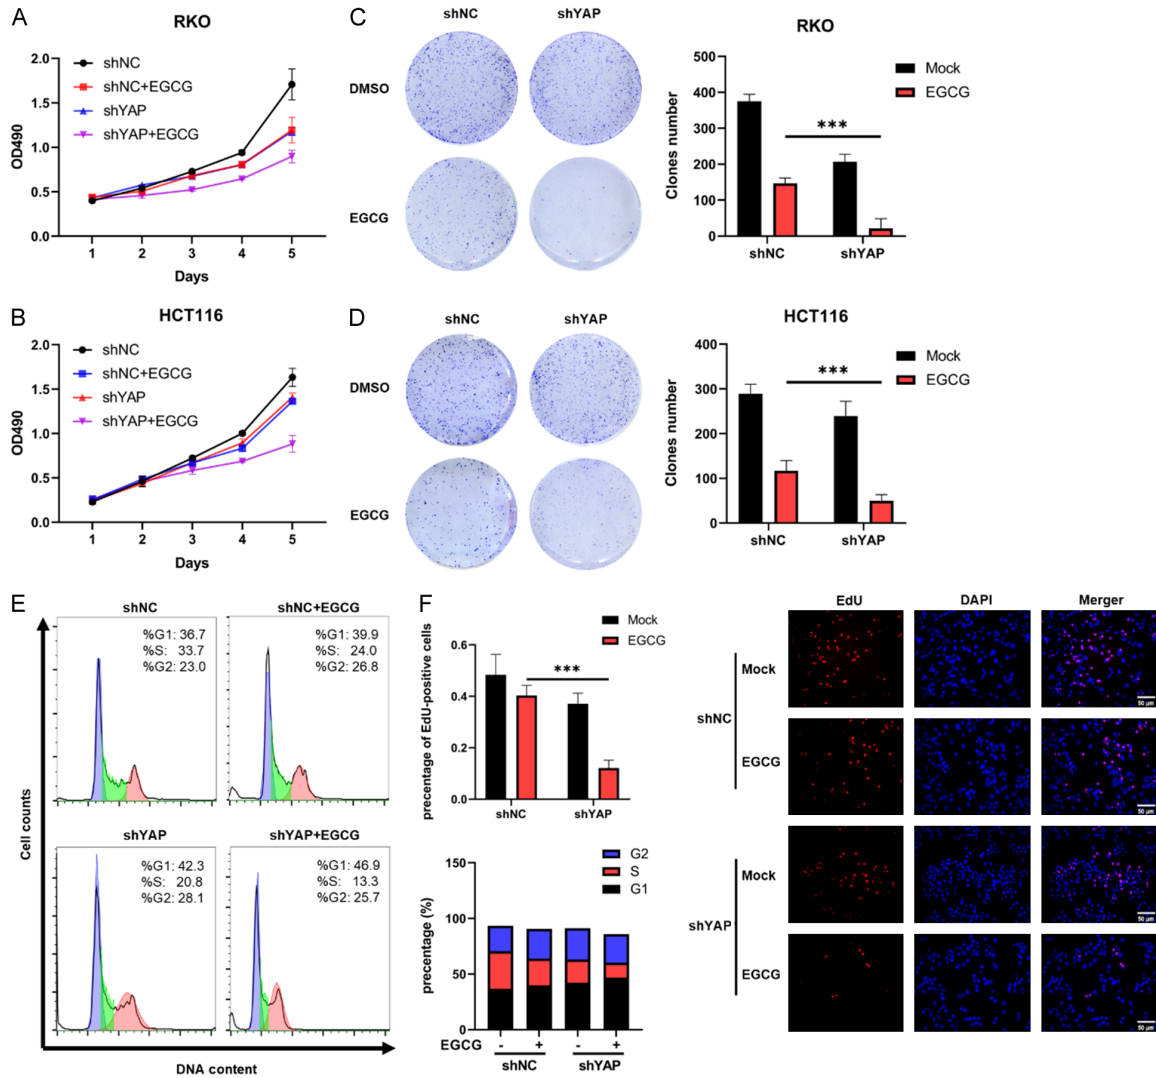 A
RKO
2.0
1.5
1.0
0.5
0.0
OD490
shNC
shNC+EGCG
shYAP
shYAP+EGCG
1 2 3 4 5
Days
C
shNC shYAP
DMSO
EGCG
RKO
500
400
300
200
100
0
Clones number
Mock
EGCG
***
shNC shYAP
B
HCT116
2.0
1.5
1.0
0.5
0.0
OD490
shNC
shNC+EGCG
shYAP
shYAP+EGCG
1 2 3 4 5
Days
D
shNC shYAP
DMSO
EGCG
HCT116
400
300
200
100
0
Clones number
Mock
EGCG
***
shNC shYAP
E
Cell counts
shNC
%G1: 36.7
%S: 33.7
%G2: 23.0
shNC+EGCG
%G1: 39.9
%S: 24.0
%G2: 26.8
shYAP
%G1: 42.3
%S: 20.8
%G2: 28.1
shYAP+EGCG
%G1: 46.9
%S: 13.3
%G2: 25.7
DNA content
F
precentage of EdU-positive cells
0.6
0.4
0.2
0.0
Mock
EGCG
***
shNC shYAP
precentage (%)
150
100
50
0
G2
S
G1
EGCG - + - +
shNC shYAP
EdU DAPI Merger
shNC
Mock
50 μm
EGCG
50 μm
shYAP
Mock
50 μm
EGCG
50 μm